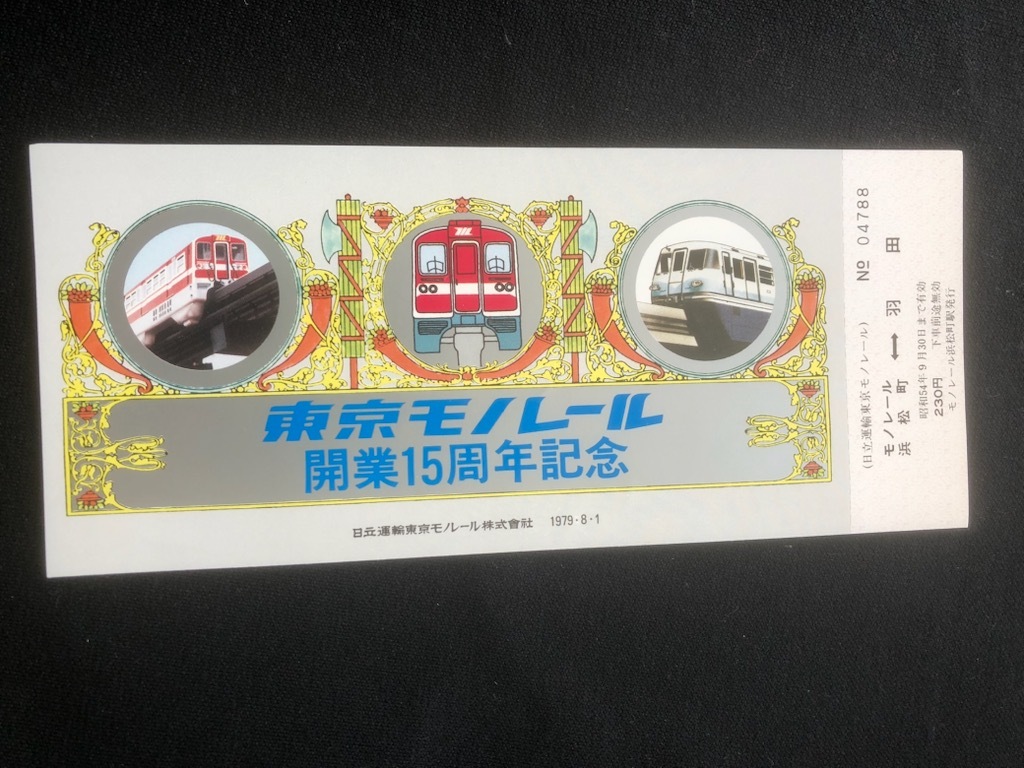 東京モノレール
開業15周年記念
日立運輸東京モノレール株式會社 1979・8・1
№ 04788
(日立運輸東京モノレール)
モノレール
浜松町 ↔ 羽田
昭和54年9月30日まで有効
230円 下車前途無効
モノレール浜松町駅発行